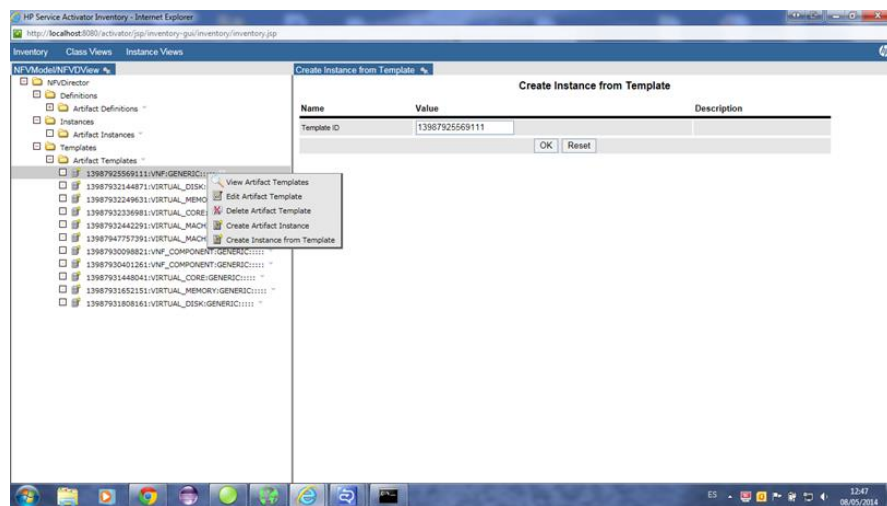 HP Service Activator Inventory - Internet Explorer
http://localhost:8080/activator/jsp/inventory-gui/inventory/inventory.jsp
Inventory Class Views Instance Views
NFVModel/NFVDView
NFVDirector
Definitions
Artifact Definitions
Instances
Artifact Instances
Templates
Artifact Templates
13987925569111:VNF:GENERIC:::::
13987932144871:VIRTUAL_DISK:
13987932249631:VIRTUAL_MEMO
13987932336981:VIRTUAL_CORE:
13987932442291:VIRTUAL_MACH
13987947757391:VIRTUAL_MACH
13987930098821:VNF_COMPONENT:GENERIC:::::
13987930401261:VNF_COMPONENT:GENERIC:::::
13987931448041:VIRTUAL_CORE:GENERIC:::::
13987931652151:VIRTUAL_MEMORY:GENERIC:::::
13987931808161:VIRTUAL_DISK:GENERIC:::::
View Artifact Templates
Edit Artifact Template
Delete Artifact Template
Create Artifact Instance
Create Instance from Template
Create Instance from Template
Create Instance from Template
Name Value Description
Template ID 13987925569111
OK Reset
ES 12:47
08/05/2014